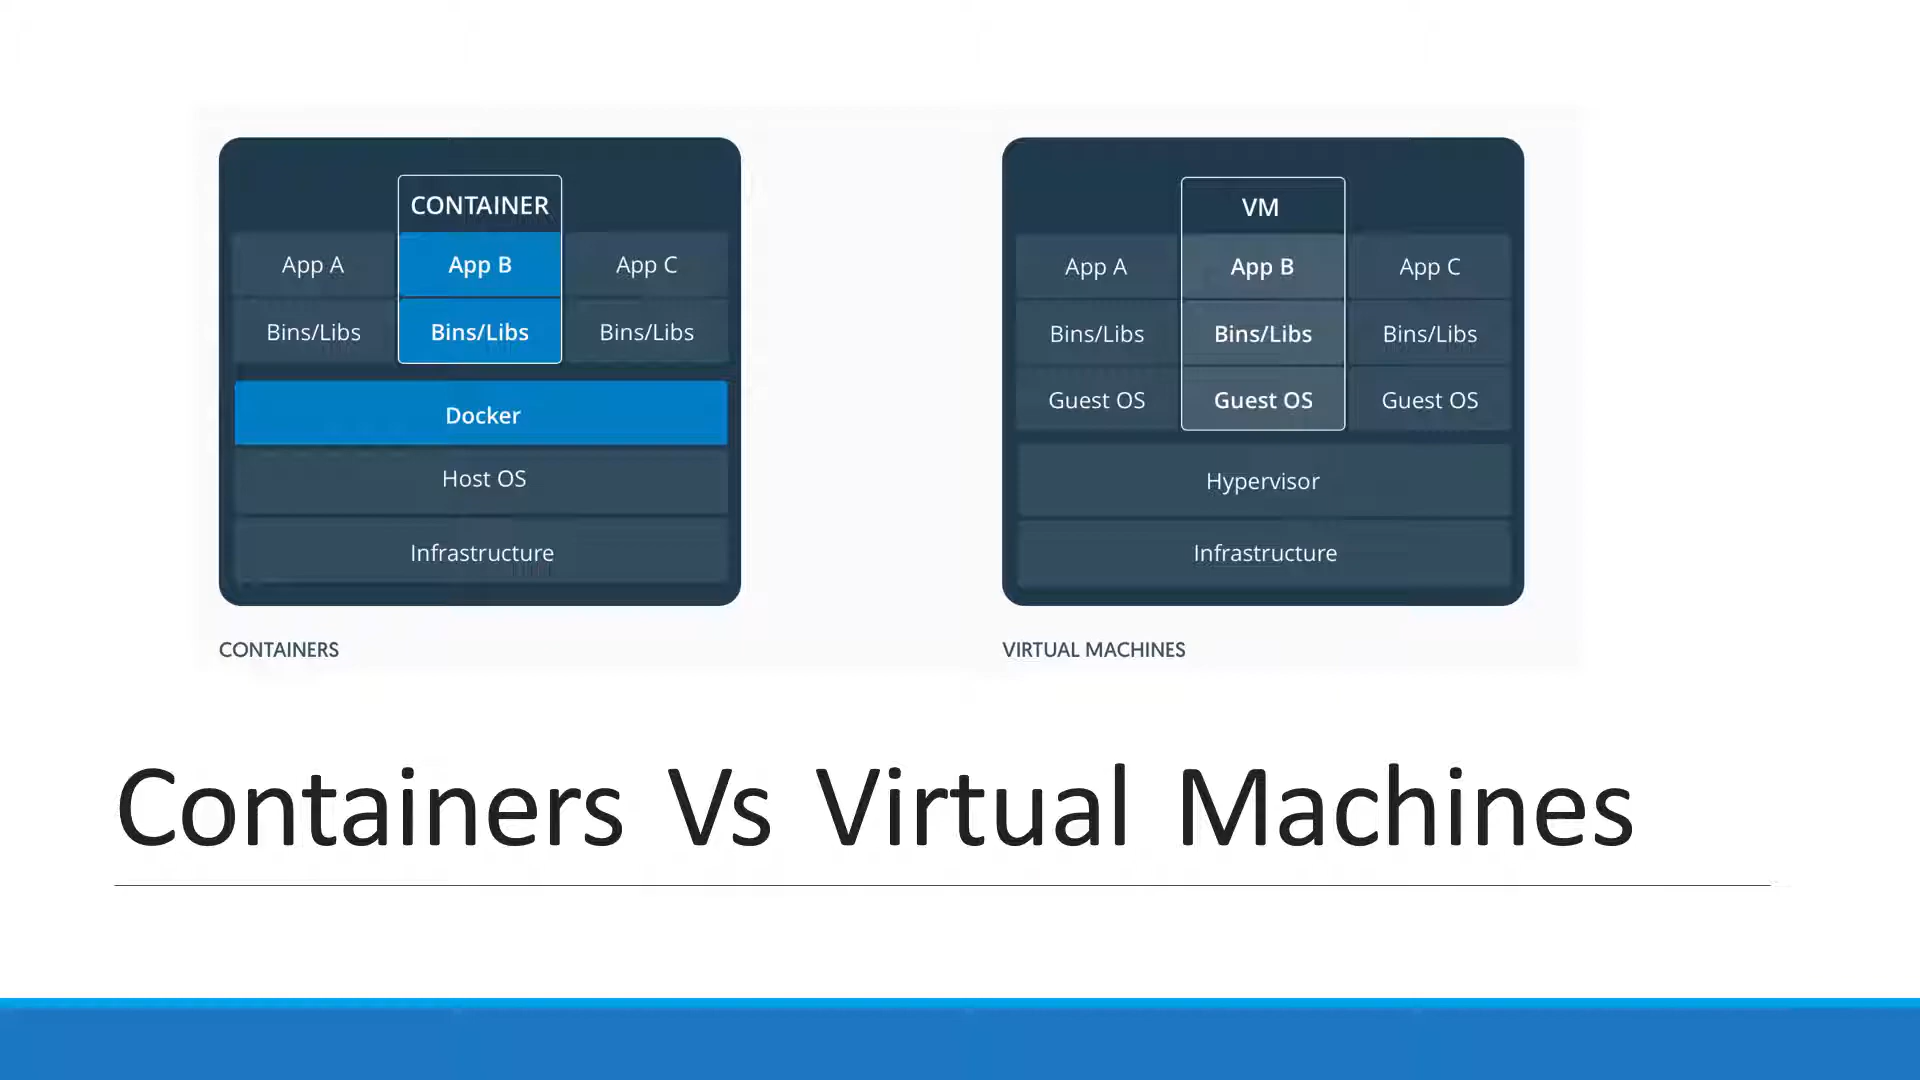 CONTAINER
App A App B App C
Bins/Libs Bins/Libs Bins/Libs
Docker
Host OS
Infrastructure
CONTAINERS
VM
App A App B App C
Bins/Libs Bins/Libs Bins/Libs
Guest OS Guest OS Guest OS
Hypervisor
Infrastructure
VIRTUAL MACHINES
Containers Vs Virtual Machines